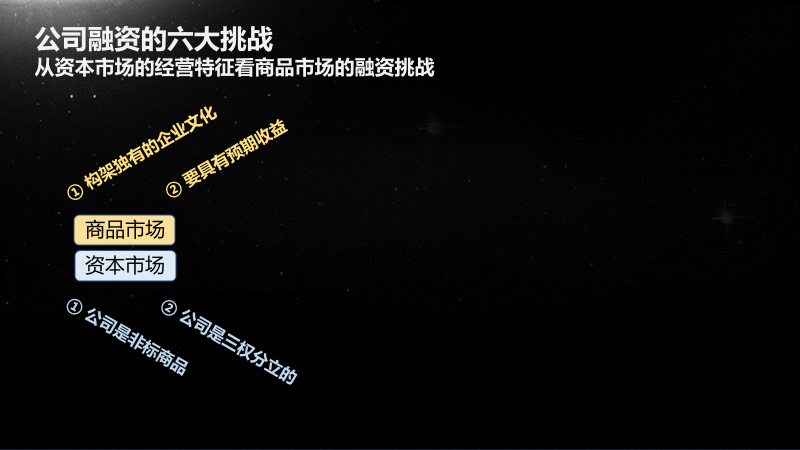 公司融资的六大挑战
从资本市场的经营特征看商品市场的融资挑战
① 构架独有的企业文化
② 要具有预期收益
商品市场
资本市场
① 公司是非标商品
② 公司是三权分立的